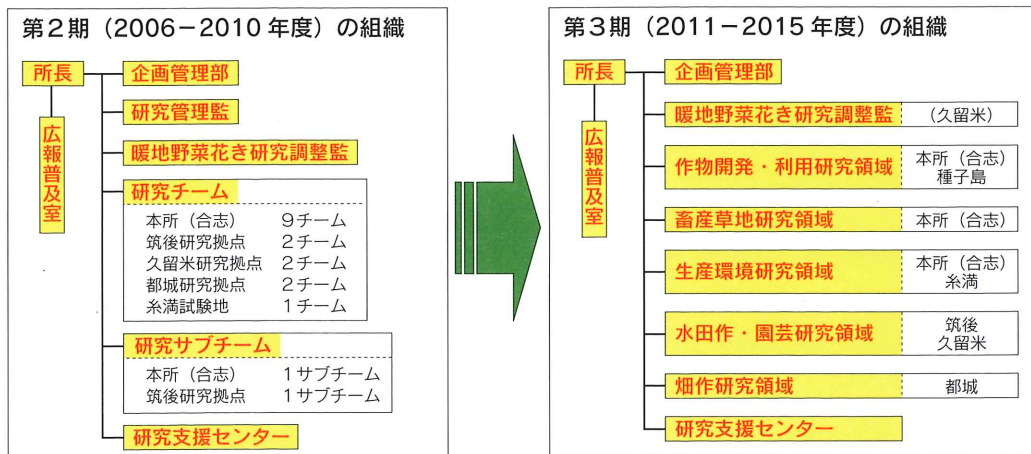 第2期（2006－2010年度）の組織
所長
広報普及室
企画管理部
研究管理監
暖地野菜花き研究調整監
研究チーム
本所（合志） 9チーム
筑後研究拠点 2チーム
久留米研究拠点 2チーム
都城研究拠点 2チーム
糸満試験地 1チーム
研究サブチーム
本所（合志） 1サブチーム
筑後研究拠点 1サブチーム
研究支援センター
第3期（2011－2015年度）の組織
所長
広報普及室
企画管理部
暖地野菜花き研究調整監 （久留米）
作物開発・利用研究領域 本所（合志）
種子島
畜産草地研究領域 本所（合志）
生産環境研究領域 本所（合志）
糸満
水田作・園芸研究領域 筑後
久留米
畑作研究領域 都城
研究支援センター